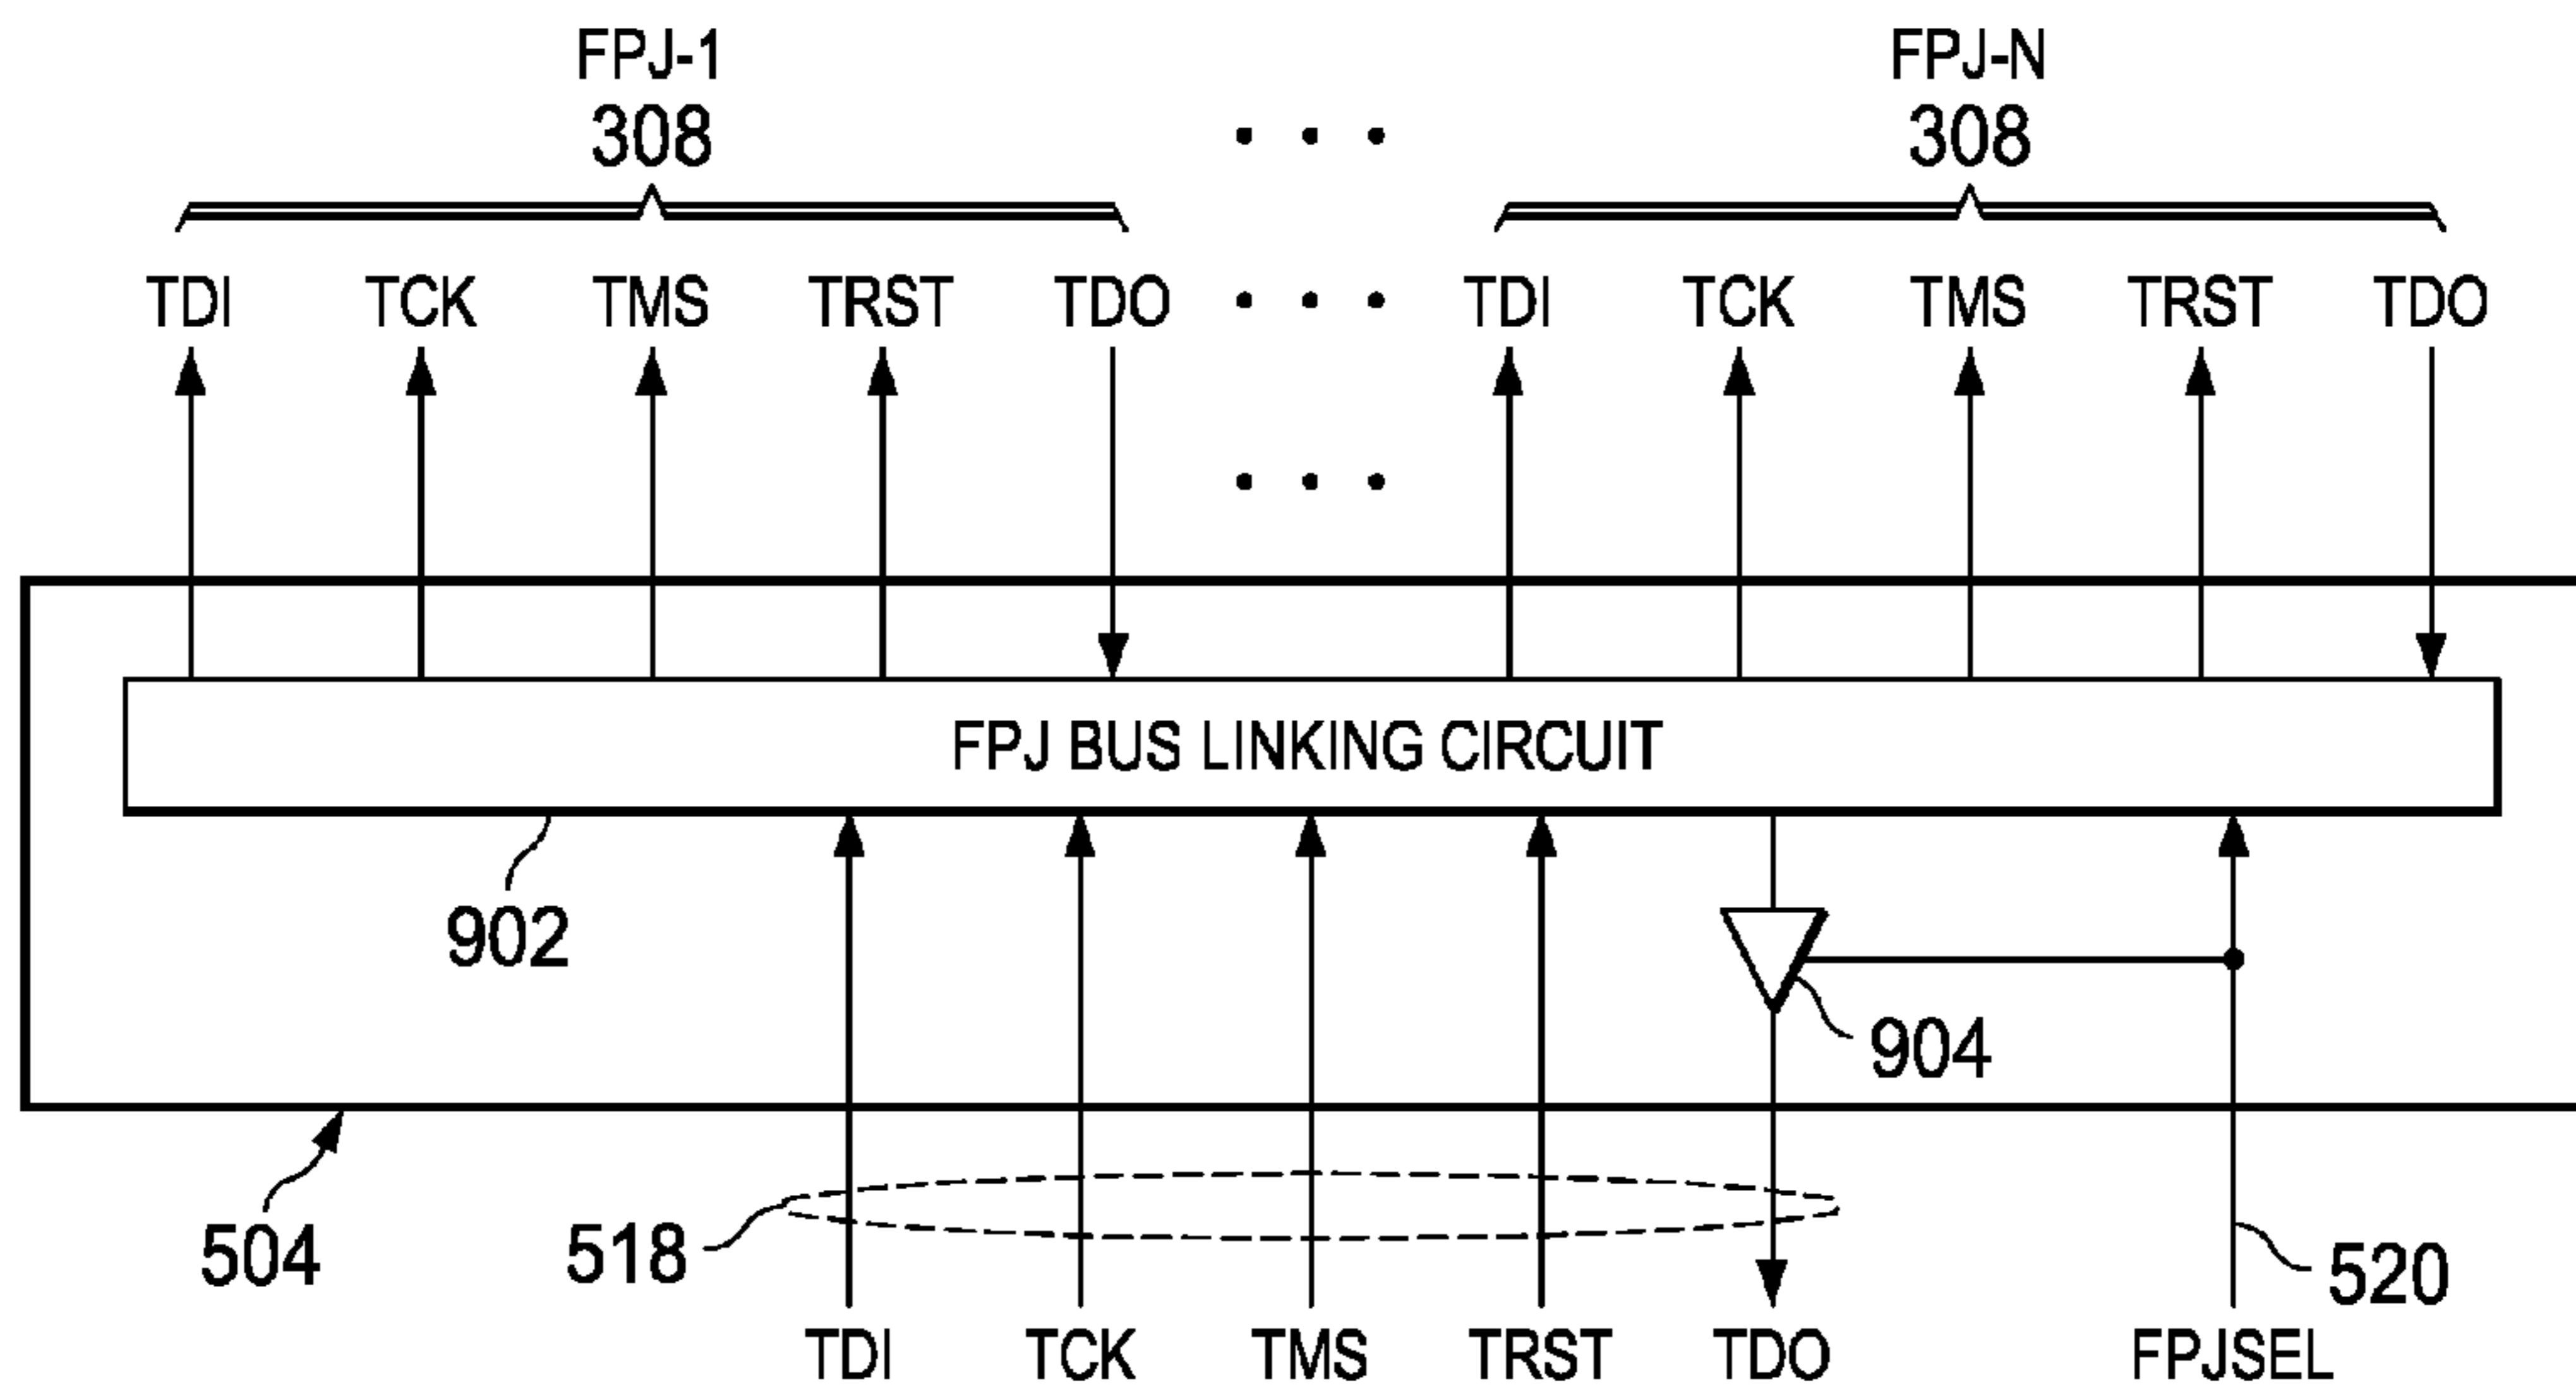 FPJ-1 FPJ-N
308 . . . 308
TDI TCK TMS TRST TDO . . . TDI TCK TMS TRST TDO
. . .
FPJ BUS LINKING CIRCUIT
902
904
504 518 520
TDI TCK TMS TRST TDO FPJSEL